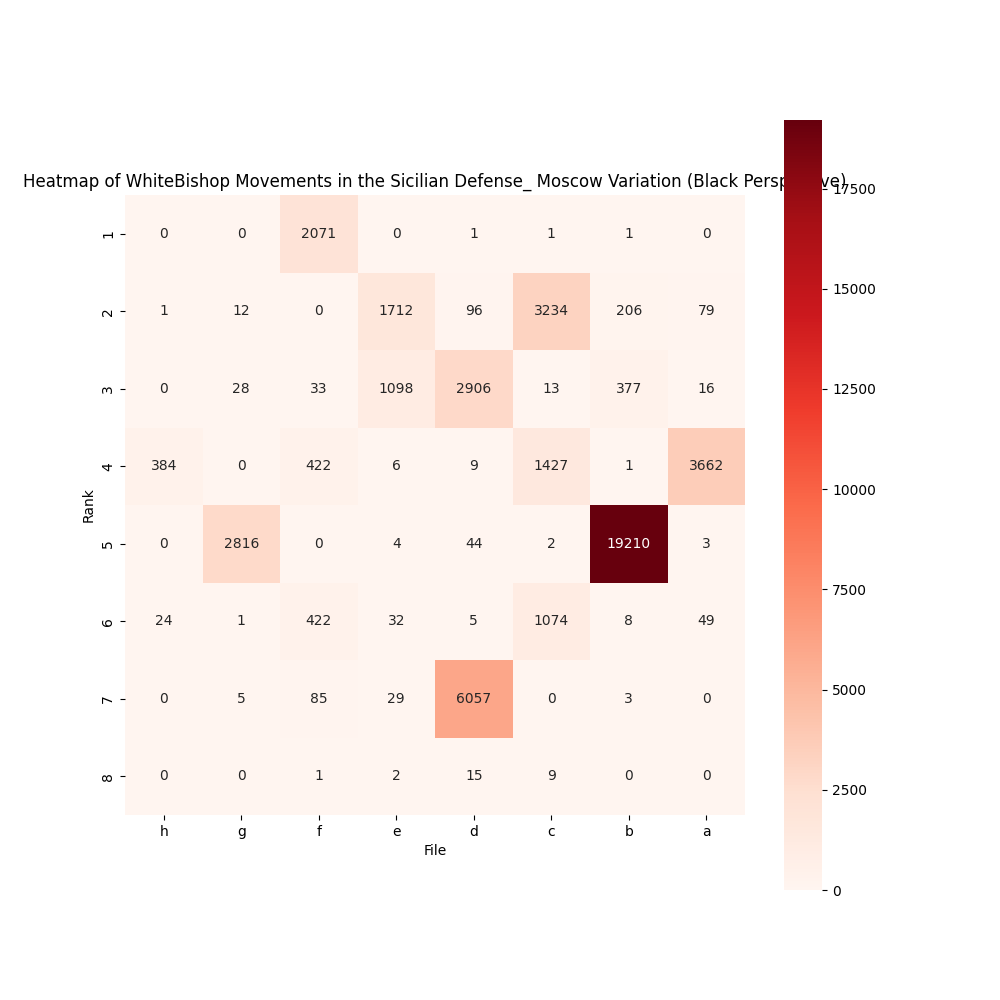 Heatmap of WhiteBishop Movements in the Sicilian Defense_ Moscow Variation (Black Perspective)
17500
15000
12500
10000
7500
5000
2500
0
Rank
1 0 0 2071 0 1 1 1 0
2 1 12 0 1712 96 3234 206 79
3 0 28 33 1098 2906 13 377 16
4 384 0 422 6 9 1427 1 3662
5 0 2816 0 4 44 2 19210 3
6 24 1 422 32 5 1074 8 49
7 0 5 85 29 6057 0 3 0
8 0 0 1 2 15 9 0 0
h g f e d c b a
File